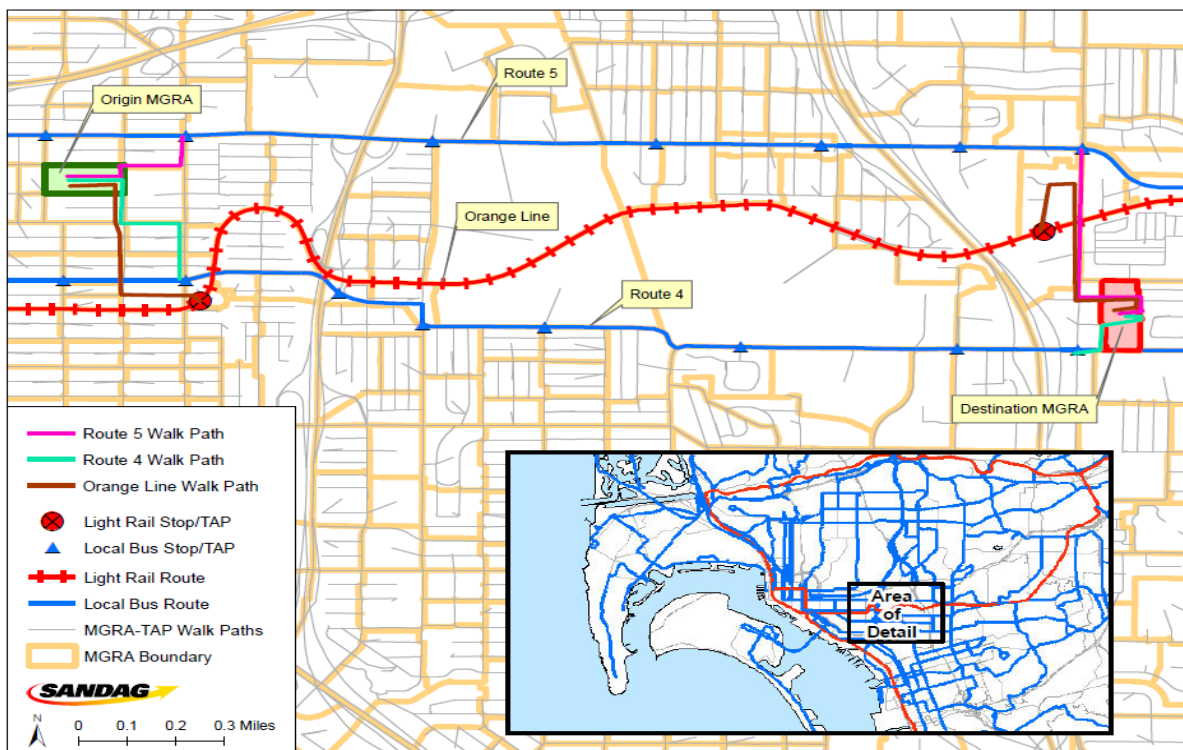 Route 5
Origin MGRA
Orange Line
Route 4
Destination MGRA
Route 5 Walk Path
Route 4 Walk Path
Orange Line Walk Path
Light Rail Stop/TAP
Local Bus Stop/TAP
Light Rail Route
Local Bus Route
MGRA-TAP Walk Paths
MGRA Boundary
SANDAG
N
0 0.1 0.2 0.3 Miles
Area
of
Detail